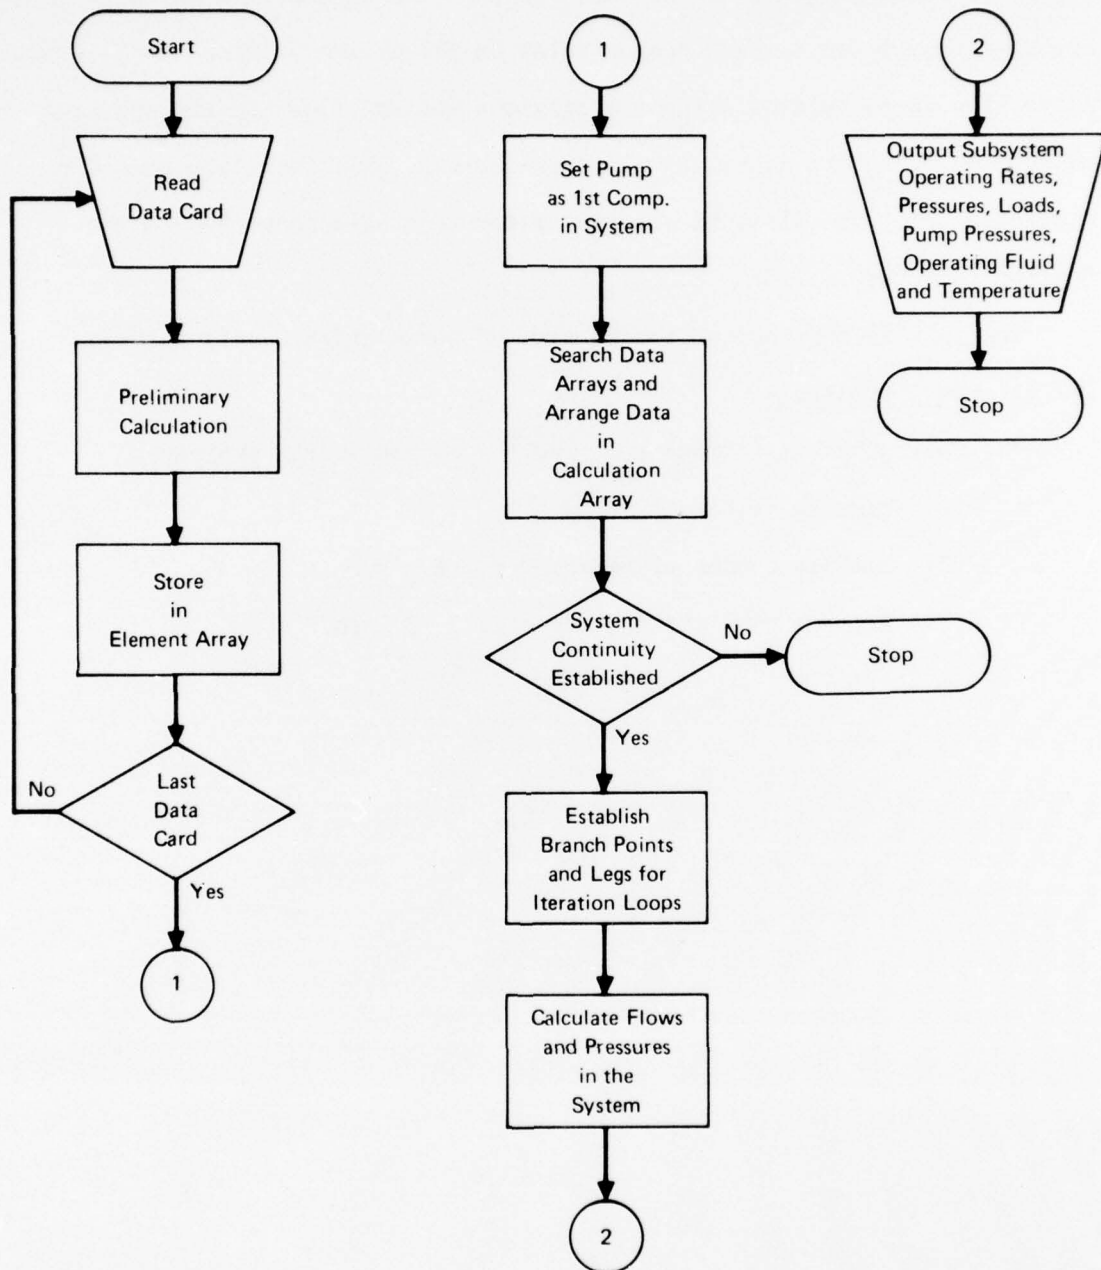 Start
Read
Data Card
Preliminary
Calculation
Store
in
Element Array
Last
Data
Card
No
Yes
1
1
Set Pump
as 1st Comp.
in System
Search Data
Arrays and
Arrange Data
in
Calculation
Array
System
Continuity
Established
No
Stop
Yes
Establish
Branch Points
and Legs for
Iteration Loops
Calculate Flows
and Pressures
in the
System
2
2
Output Subsystem
Operating Rates,
Pressures, Loads,
Pump Pressures,
Operating Fluid
and Temperature
Stop